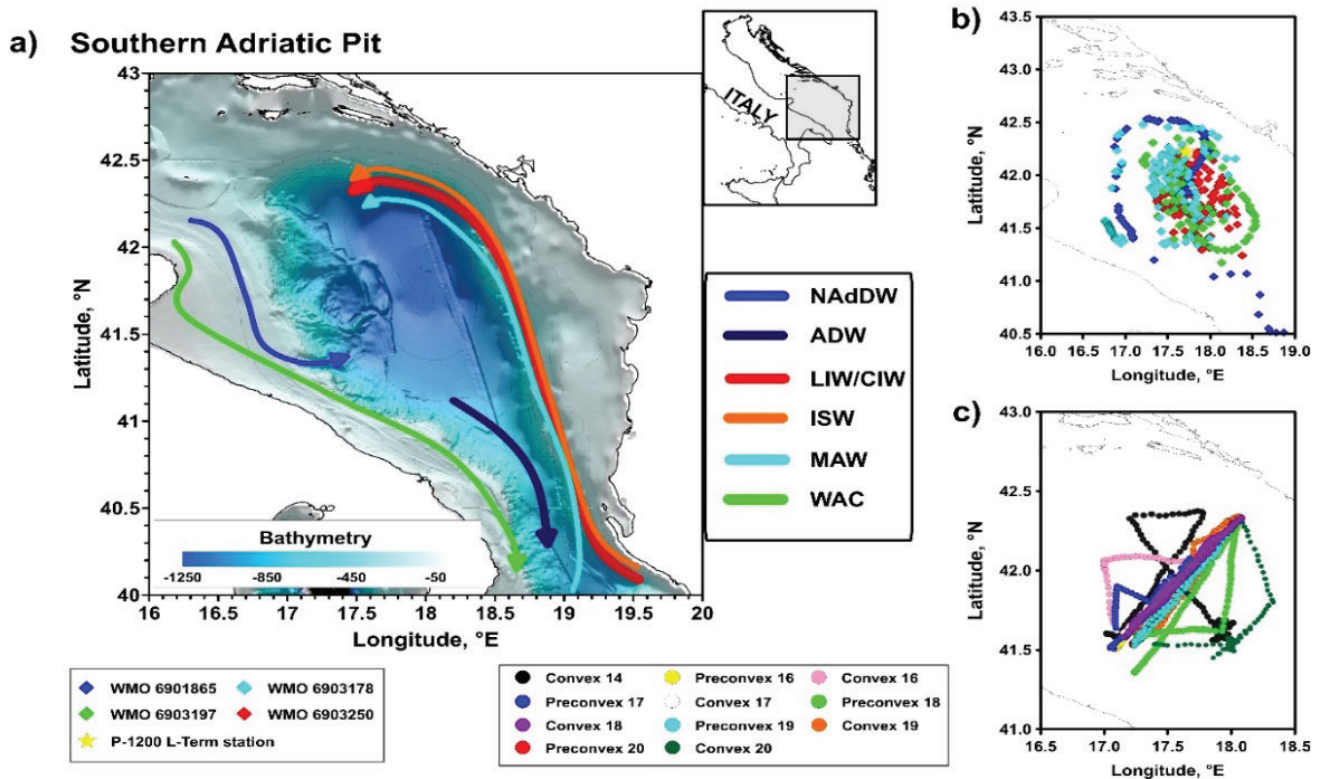 a) Southern Adriatic Pit
43
42.5
42
41.5
41
40.5
40
Latitude, °N
16 16.5 17 17.5 18 18.5 19 19.5 20
Longitude, °E
Bathymetry
-1250 -850 -450 -50
ITALY
NAdDW
ADW
LIW/CIW
ISW
MAW
WAC
b)
43.5
43.0
42.5
42.0
41.5
41.0
40.5
Latitude, °N
16.0 16.5 17.0 17.5 18.0 18.5 19.0
Longitude, °E
c)
43.0
42.5
42.0
41.5
41.0
Latitude, °N
16.5 17.0 17.5 18.0 18.5
Longitude, °E
WMO 6901865 WMO 6903178
WMO 6903197 WMO 6903250
P-1200 L-Term station
Convex 14 Preconvex 16 Convex 16
Preconvex 17 Convex 17 Preconvex 18
Convex 18 Preconvex 19 Convex 19
Preconvex 20 Convex 20